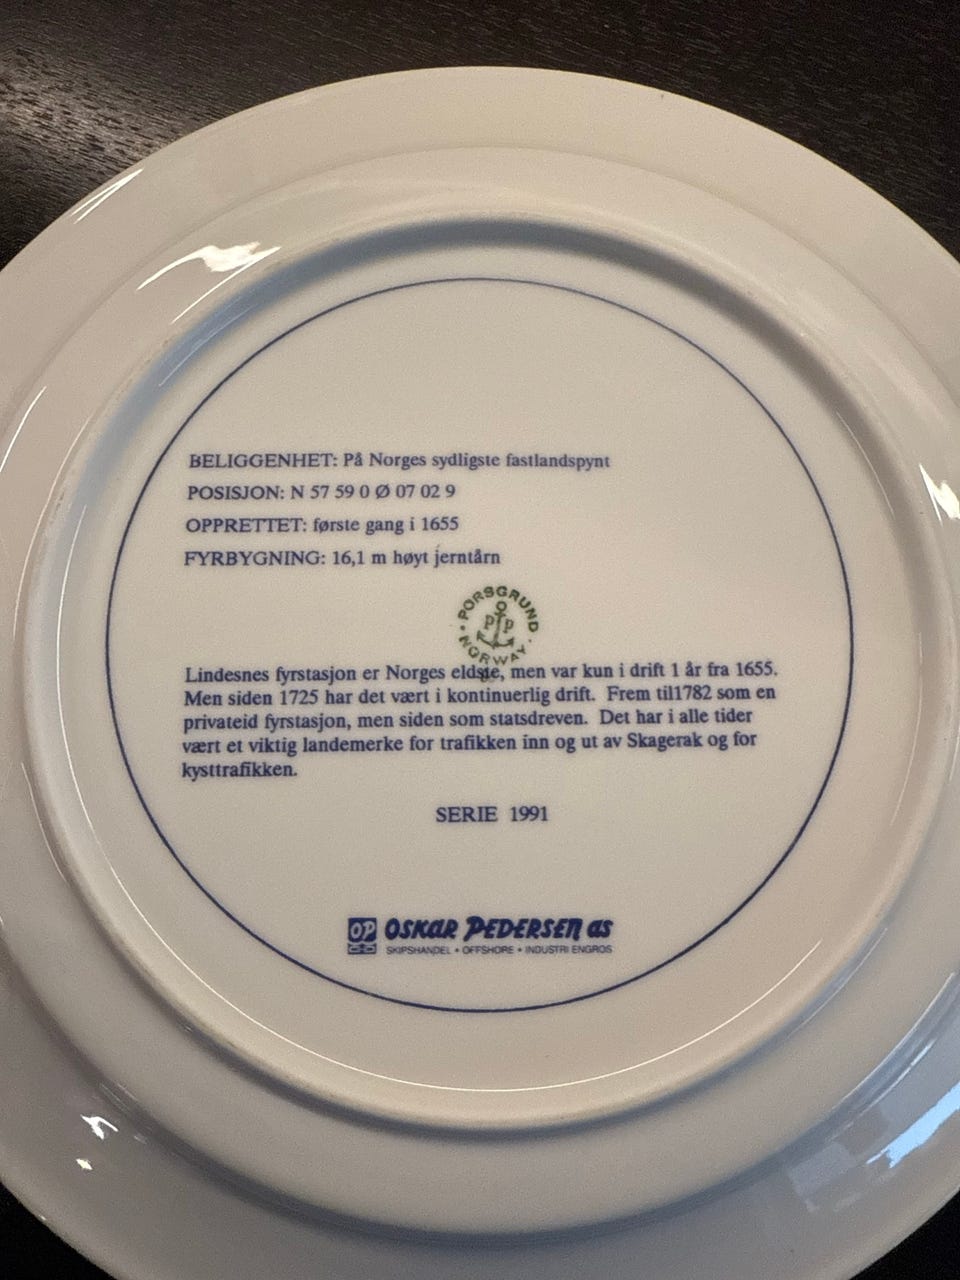 BELIGGENHET: På Norges sydligste fastlandspynt
POSISJON: N 57 59 0 Ø 07 02 9
OPPRETTET: første gang i 1655
FYRBYGNING: 16,1 m høyt jerntårn
PORSGRUND
PP
NORWAY
Lindesnes fyrstasjon er Norges eldste, men var kun i drift 1 år fra 1655.
Men siden 1725 har det vært i kontinuerlig drift. Frem til1782 som en
privateid fyrstasjon, men siden som statsdreven. Det har i alle tider
vært et viktig landemerke for trafikken inn og ut av Skagerak og for
kysttrafikken.
SERIE 1991
OP OSKAR PEDERSEN as
SKIPSHANDEL • OFFSHORE • INDUSTRI ENGROS